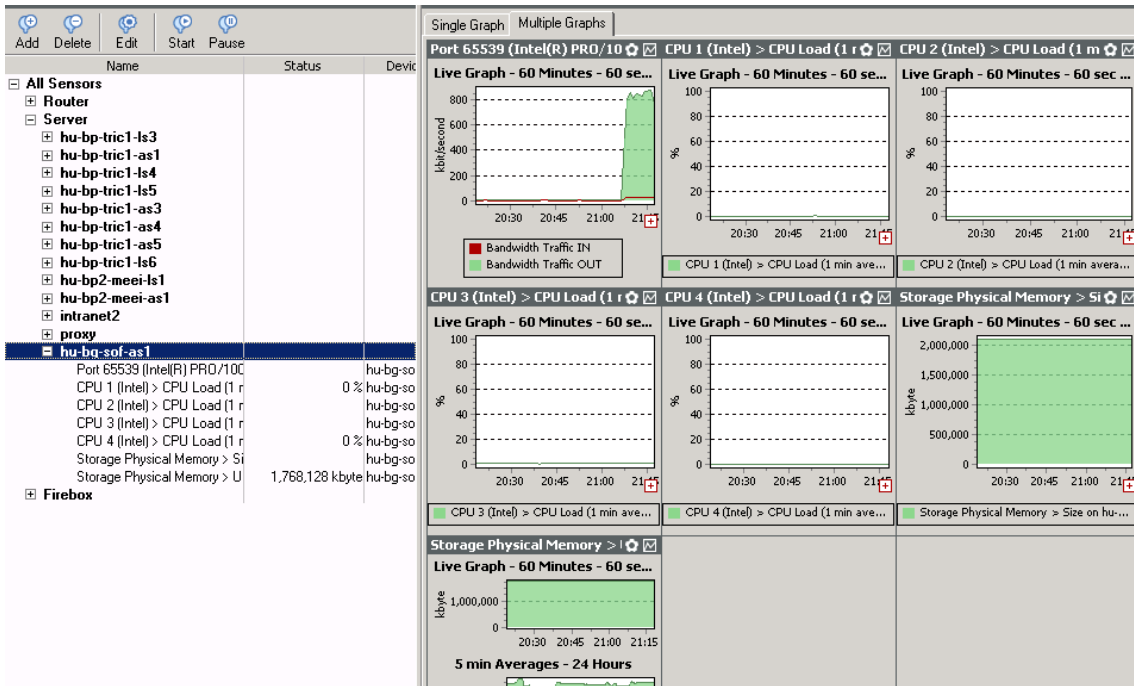 Add Delete Edit Start Pause
Name Status Devic
All Sensors
Router
Server
hu-bp-tric1-ls3
hu-bp-tric1-as1
hu-bp-tric1-ls4
hu-bp-tric1-ls5
hu-bp-tric1-as3
hu-bp-tric1-as4
hu-bp-tric1-as5
hu-bp-tric1-ls6
hu-bp2-meei-ls1
hu-bp2-meei-as1
intranet2
proxy
hu-bg-sof-as1
Port 65539 (Intel(R) PRO/100 hu-bg-so
CPU 1 (Intel) > CPU Load (1 r 0 % hu-bg-so
CPU 2 (Intel) > CPU Load (1 r hu-bg-so
CPU 3 (Intel) > CPU Load (1 r hu-bg-so
CPU 4 (Intel) > CPU Load (1 r 0 % hu-bg-so
Storage Physical Memory > Si hu-bg-so
Storage Physical Memory > U 1,768,128 kbyte hu-bg-so
Firebox
Single Graph Multiple Graphs
Port 65539 (Intel(R) PRO/10
Live Graph - 60 Minutes - 60 se...
800
600
400
200
0
kbit/second
20:30 20:45 21:00 21:15
Bandwidth Traffic IN
Bandwidth Traffic OUT
CPU 1 (Intel) > CPU Load (1 r
Live Graph - 60 Minutes - 60 se...
100
80
60
40
20
0
%
20:30 20:45 21:00 21:15
CPU 1 (Intel) > CPU Load (1 min ave...
CPU 2 (Intel) > CPU Load (1 m
Live Graph - 60 Minutes - 60 sec ...
100
80
60
40
20
0
%
20:30 20:45 21:00 21:
CPU 2 (Intel) > CPU Load (1 min avera...
CPU 3 (Intel) > CPU Load (1 r
Live Graph - 60 Minutes - 60 se...
100
80
60
40
20
0
%
20:30 20:45 21:00 21:15
CPU 3 (Intel) > CPU Load (1 min ave...
CPU 4 (Intel) > CPU Load (1 r
Live Graph - 60 Minutes - 60 se...
100
80
60
40
20
0
%
20:30 20:45 21:00 21:15
CPU 4 (Intel) > CPU Load (1 min ave...
Storage Physical Memory > Si
Live Graph - 60 Minutes - 60 sec ...
2,000,000
1,500,000
1,000,000
500,000
0
kbyte
20:30 20:45 21:00 21:
Storage Physical Memory > Size on hu-...
Storage Physical Memory >
Live Graph - 60 Minutes - 60 se...
1,000,000
0
kbyte
20:30 20:45 21:00 21:15
5 min Averages - 24 Hours